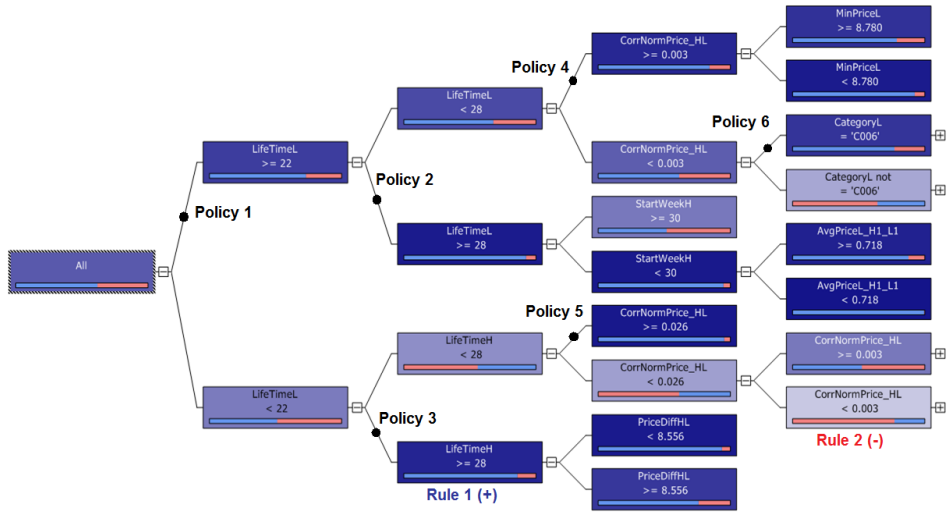 MinPriceL
>= 8.780
CorrNormPrice_HL
>= 0.003
Policy 4
MinPriceL
< 8.780
LifeTimeL
< 28
Policy 6
CategoryL
= 'C006'
LifeTimeL
>= 22
CorrNormPrice_HL
< 0.003
Policy 2
CategoryL not
= 'C006'
Policy 1
StartWeekH
>= 30
LifeTimeL
>= 28
AvgPriceL_H1_L1
>= 0.718
All
StartWeekH
< 30
AvgPriceL_H1_L1
< 0.718
Policy 5
CorrNormPrice_HL
>= 0.026
LifeTimeH
< 28
CorrNormPrice_HL
>= 0.003
CorrNormPrice_HL
< 0.026
LifeTimeL
< 22
CorrNormPrice_HL
< 0.003
Policy 3
Rule 2 (-)
PriceDiffHL
< 8.556
LifeTimeH
>= 28
Rule 1 (+)
PriceDiffHL
>= 8.556